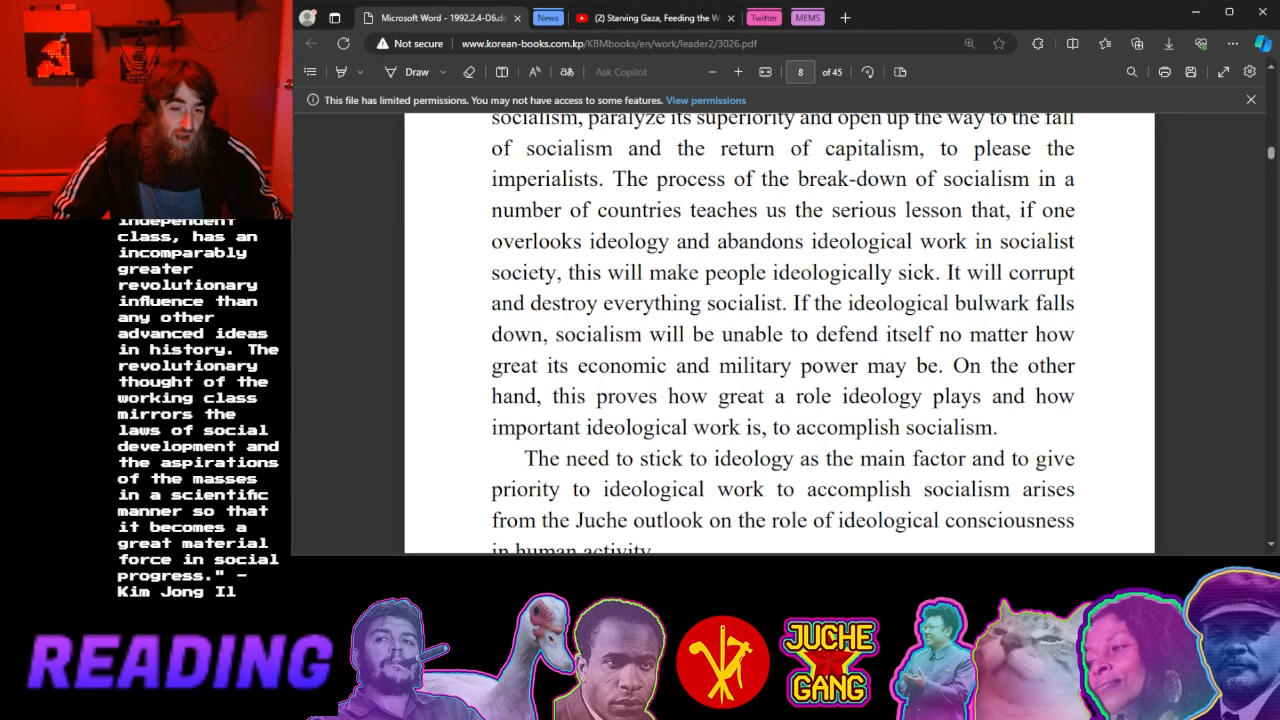 Microsoft Word - 1992.2.4-D6.d
News
(2) Starving Gaza, Feeding the W
Twitter
MEMS
Not secure
www.korean-books.com.kp/KBMbooks/en/work/leader2/3026.pdf
Draw
Ask Copilot
8 of 45
This file has limited permissions. You may not have access to some features. View permissions
socialism, paralyze its superiority and open up the way to the fall
of socialism and the return of capitalism, to please the
imperialists. The process of the break-down of socialism in a
number of countries teaches us the serious lesson that, if one
overlooks ideology and abandons ideological work in socialist
society, this will make people ideologically sick. It will corrupt
and destroy everything socialist. If the ideological bulwark falls
down, socialism will be unable to defend itself no matter how
great its economic and military power may be. On the other
hand, this proves how great a role ideology plays and how
important ideological work is, to accomplish socialism.
The need to stick to ideology as the main factor and to give
priority to ideological work to accomplish socialism arises
from the Juche outlook on the role of ideological consciousness
in human activity.
independent
class, has an
incomparably
greater
revolutionary
influence than
any other
advanced ideas
in history. The
revolutionary
thought of the
working class
mirrors the
laws of social
development and
the aspirations
of the masses
in a scientific
manner so that
it becomes a
great material
force in social
progress." -
Kim Jong Il
READING
JUCHE
GANG